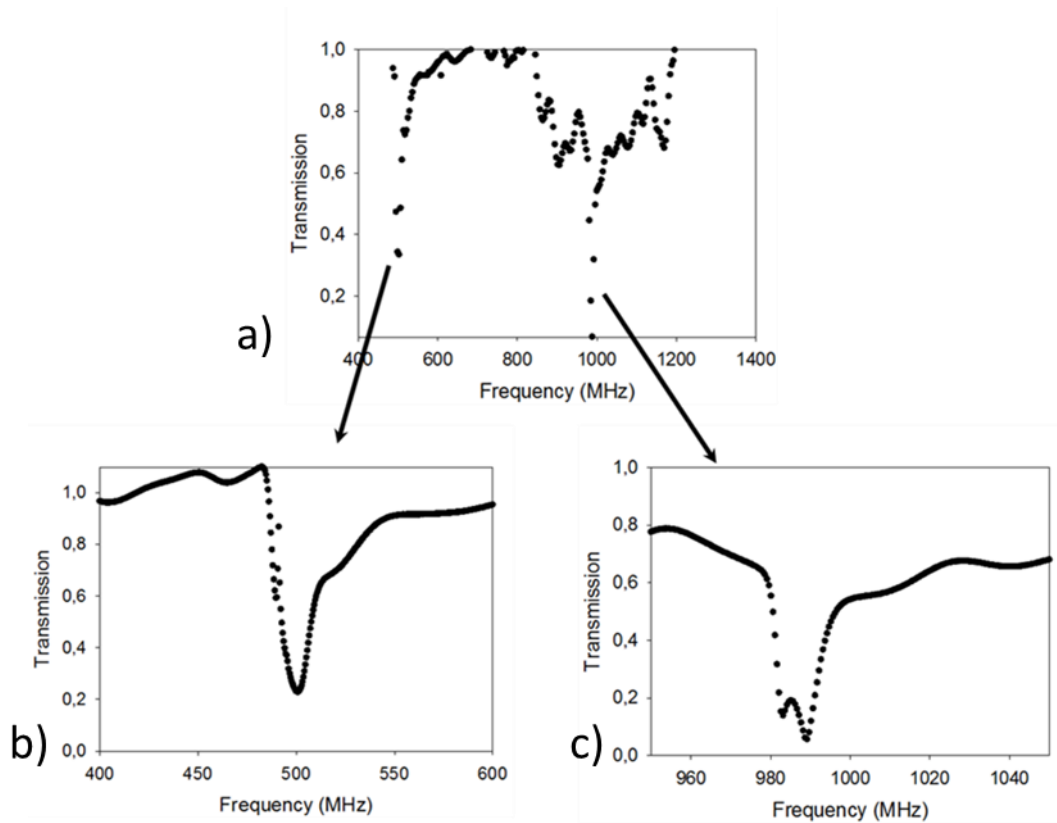 a)
Transmission
1,0
0,8
0,6
0,4
0,2
400 600 800 1000 1200 1400
Frequency (MHz)
b)
Transmission
1,0
0,8
0,6
0,4
0,2
0,0
400 450 500 550 600
Frequency (MHz)
c)
Transmission
1,0
0,8
0,6
0,4
0,2
0,0
960 980 1000 1020 1040
Frequency (MHz)